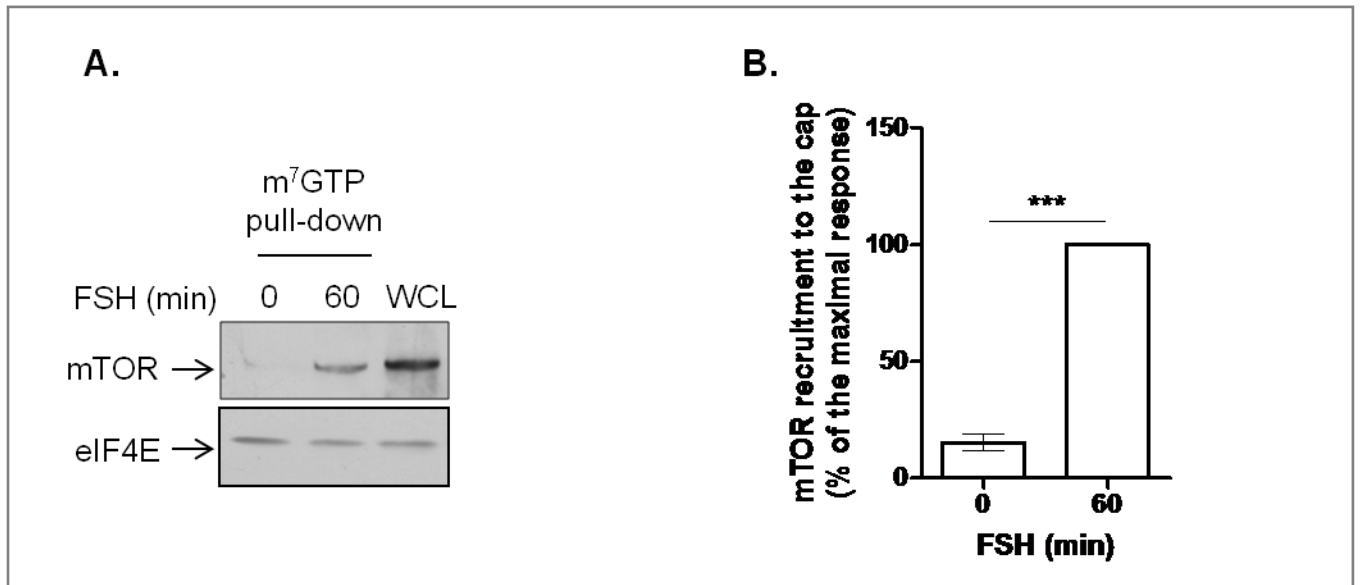 A.
m⁷GTP
pull-down
FSH (min) 0 60 WCL
mTOR →
eIF4E →
B.
mTOR recruitment to the cap
(% of the maximal response)
150
100
50
0
***
0 60
FSH (min)